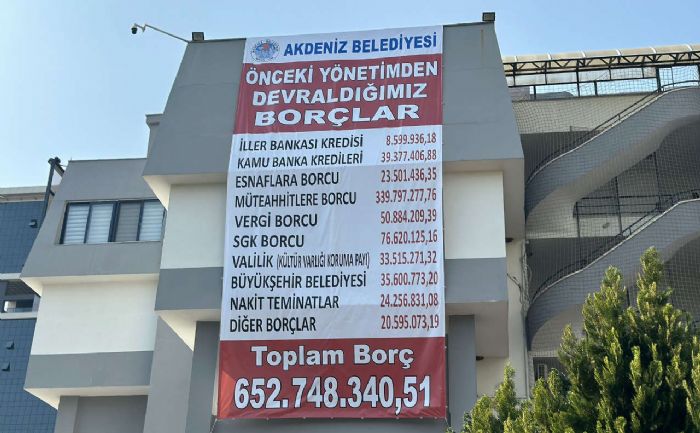 AKDENİZ BELEDİYESİ
ÖNCEKİ YÖNETİMDEN
DEVRALDIĞIMIZ
BORÇLAR
İLLER BANKASI KREDİSİ 8.599.936,18
KAMU BANKA KREDİLERİ 39.377.406,88
ESNAFLARA BORCU 23.501.436,35
MÜTEAHHİTLERE BORCU 339.797.277,76
VERGİ BORCU 50.884.209,39
SGK BORCU 76.620.125,16
VALİLİK (KÜLTÜR VARLIĞI KORUMA PAYI) 33.515.271,32
BÜYÜKŞEHİR BELEDİYESİ 35.600.773,20
NAKİT TEMİNATLAR 24.256.831,08
DİĞER BORÇLAR 20.595.073,19
Toplam Borç
652.748.340,51